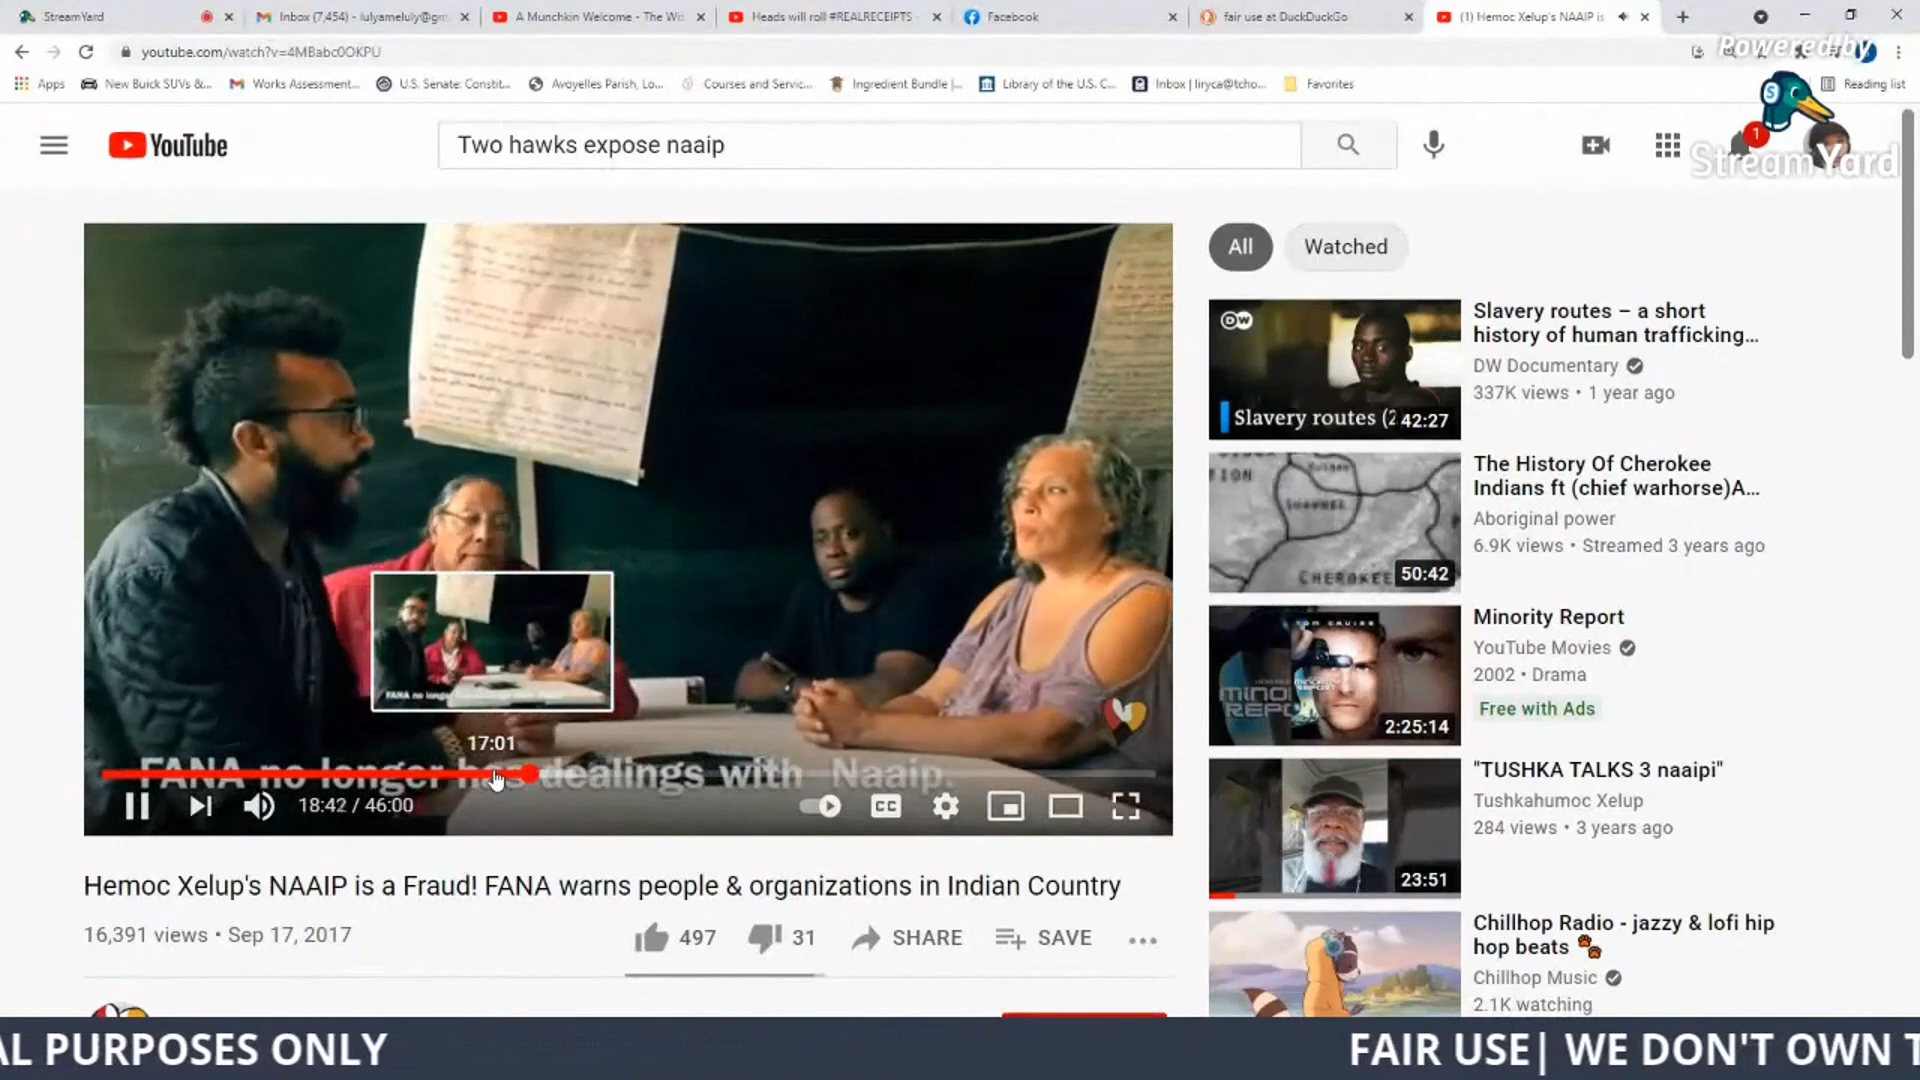 StreamYard
Inbox (7,454) - lulyameluly@gm
A Munchkin Welcome - The Wi
Heads will roll #REALRECEIPTS
Facebook
fair use at DuckDuckGo
(1) Hemoc Xelup's NAAIP is
youtube.com/watch?v=4MBabc0OKPU
Powered by
Apps
New Buick SUVs &...
Works Assessment...
U.S. Senate: Constit...
Avoyelles Parish, Lo...
Courses and Servic...
Ingredient Bundle |...
Library of the U.S. C...
Inbox | liryca@tcho...
Favorites
Reading list
YouTube
Two hawks expose naaip
1
StreamYard
All
Watched
FANA no longer has dealings with Naaip.
17:01
18:42 / 46:00
CC
Hemoc Xelup's NAAIP is a Fraud! FANA warns people & organizations in Indian Country
16,391 views • Sep 17, 2017
497
31
SHARE
SAVE
DW
Slavery routes (2
42:27
Slavery routes – a short
history of human trafficking...
DW Documentary
337K views • 1 year ago
SHAWNEE
CHEROKEE
50:42
The History Of Cherokee
Indians ft (chief warhorse)A...
Aboriginal power
6.9K views • Streamed 3 years ago
TOM CRUISE
MINORITY
REPORT
2:25:14
Minority Report
YouTube Movies
2002 • Drama
Free with Ads
23:51
"TUSHKA TALKS 3 naaipi"
Tushkahumoc Xelup
284 views • 3 years ago
Chillhop Radio - jazzy & lofi hip
hop beats
Chillhop Music
2.1K watching
AL PURPOSES ONLY
FAIR USE| WE DON'T OWN T